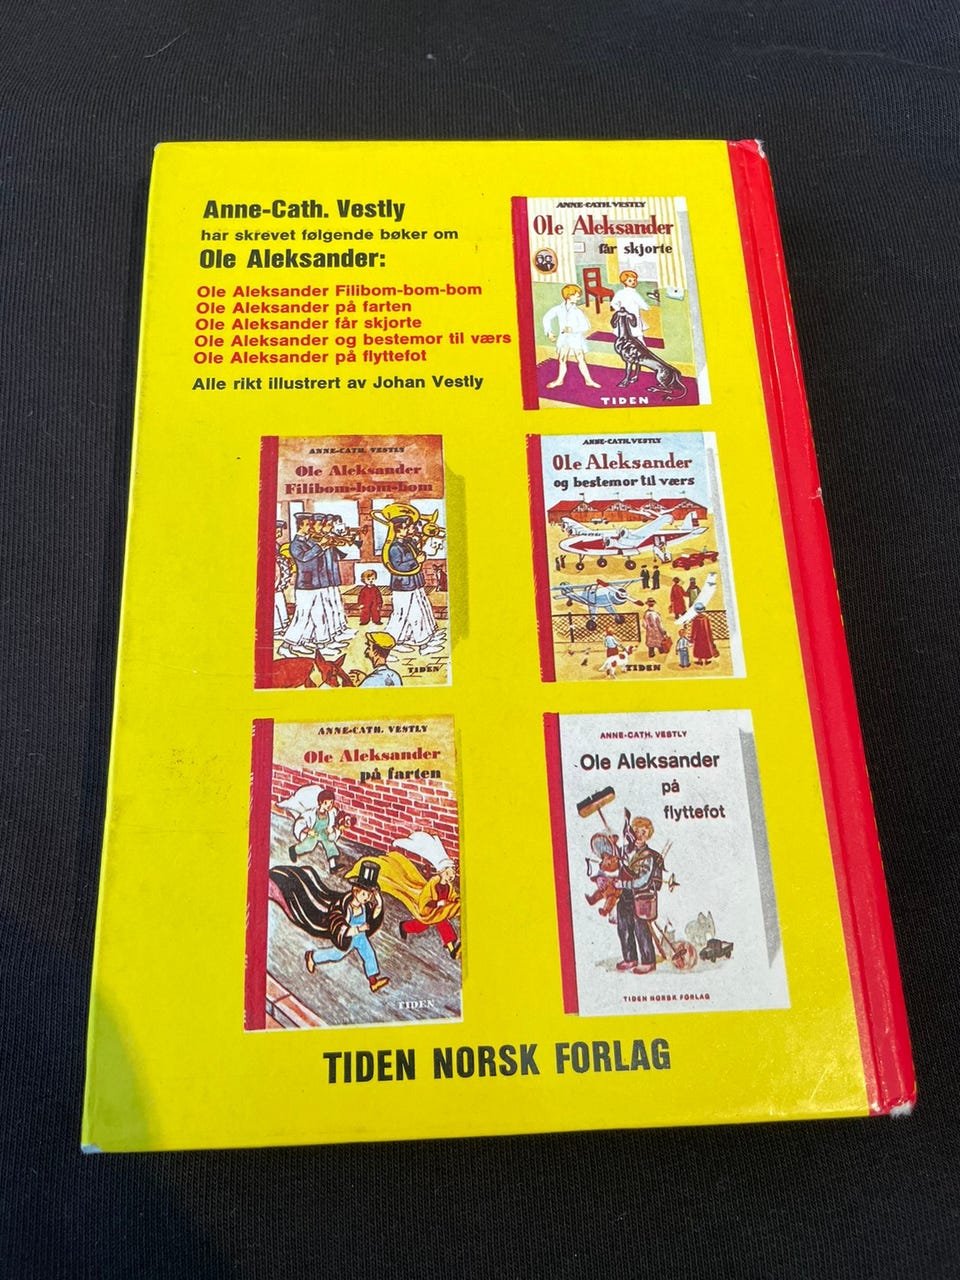 Anne-Cath. Vestly
har skrevet følgende bøker om
Ole Aleksander:
Ole Aleksander Filibom-bom-bom
Ole Aleksander på farten
Ole Aleksander får skjorte
Ole Aleksander og bestemor til værs
Ole Aleksander på flyttefot
Alle rikt illustrert av Johan Vestly
ANNE-CATH. VESTLY
Ole Aleksander
får skjorte
TIDEN
ANNE-CATH. VESTLY
Ole Aleksander
Filibom-bom-bom
TIDEN
ANNE-CATH. VESTLY
Ole Aleksander
og bestemor til værs
TIDEN
ANNE-CATH. VESTLY
Ole Aleksander
på farten
TIDEN
ANNE-CATH. VESTLY
Ole Aleksander
på
flyttefot
TIDEN NORSK FORLAG
TIDEN NORSK FORLAG